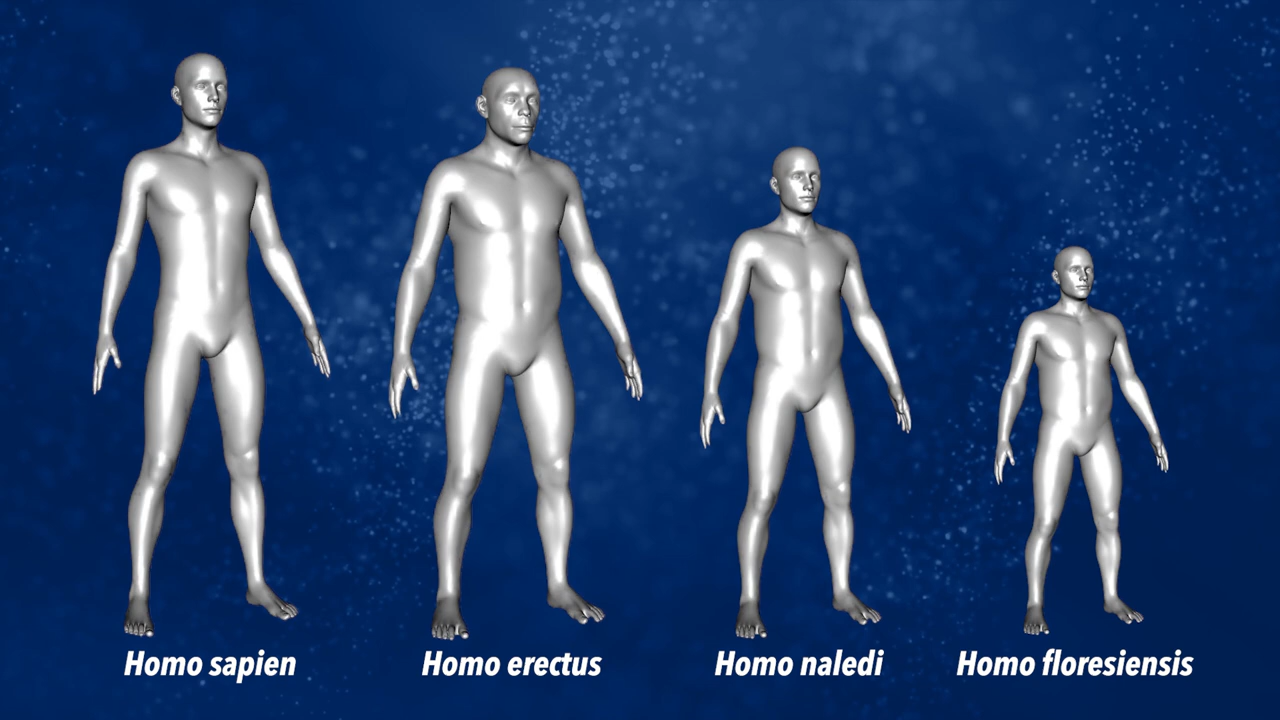 Homo sapien
Homo erectus
Homo naledi
Homo floresiensis